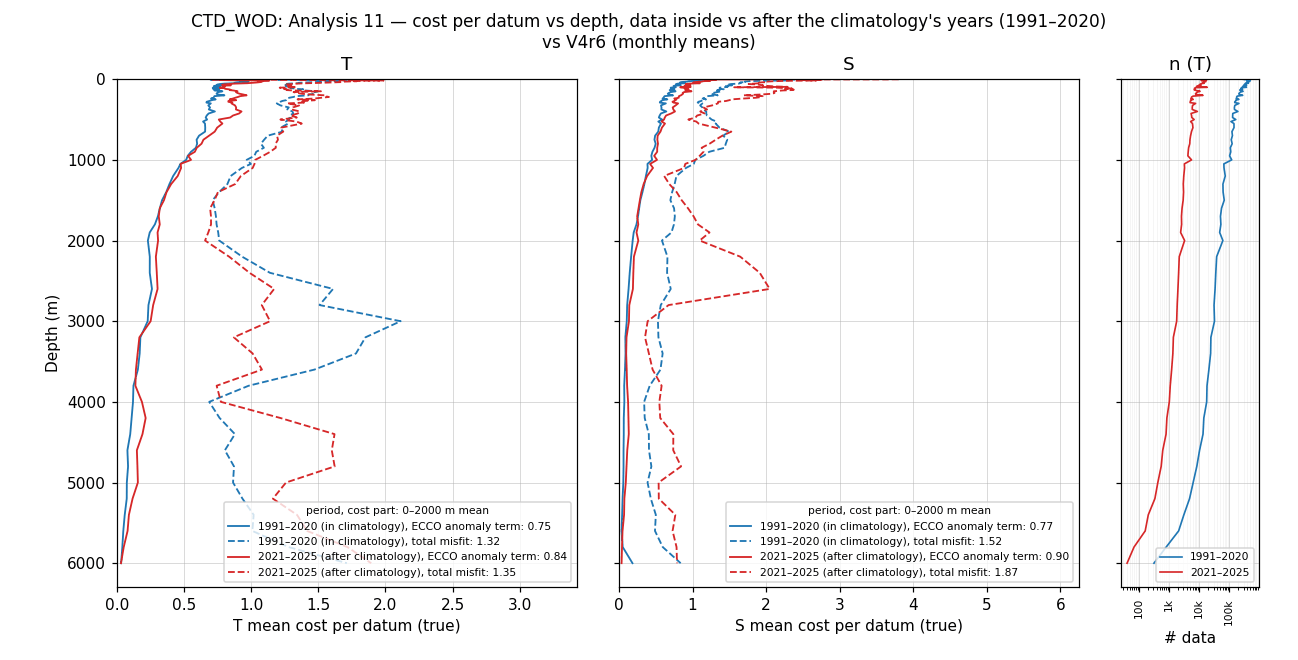 CTD_WOD: Analysis 11 — cost per datum vs depth, data inside vs after the climatology's years (1991–2020)
vs V4r6 (monthly means)
T
S
n (T)
0
1000
2000
3000
4000
5000
6000
Depth (m)
period, cost part: 0–2000 m mean
1991–2020 (in climatology), ECCO anomaly term: 0.75
1991–2020 (in climatology), total misfit: 1.32
2021–2025 (after climatology), ECCO anomaly term: 0.84
2021–2025 (after climatology), total misfit: 1.35
0.0 0.5 1.0 1.5 2.0 2.5 3.0
T mean cost per datum (true)
period, cost part: 0–2000 m mean
1991–2020 (in climatology), ECCO anomaly term: 0.77
1991–2020 (in climatology), total misfit: 1.52
2021–2025 (after climatology), ECCO anomaly term: 0.90
2021–2025 (after climatology), total misfit: 1.87
0 1 2 3 4 5 6
S mean cost per datum (true)
1991–2020
2021–2025
100 1k 10k 100k
# data